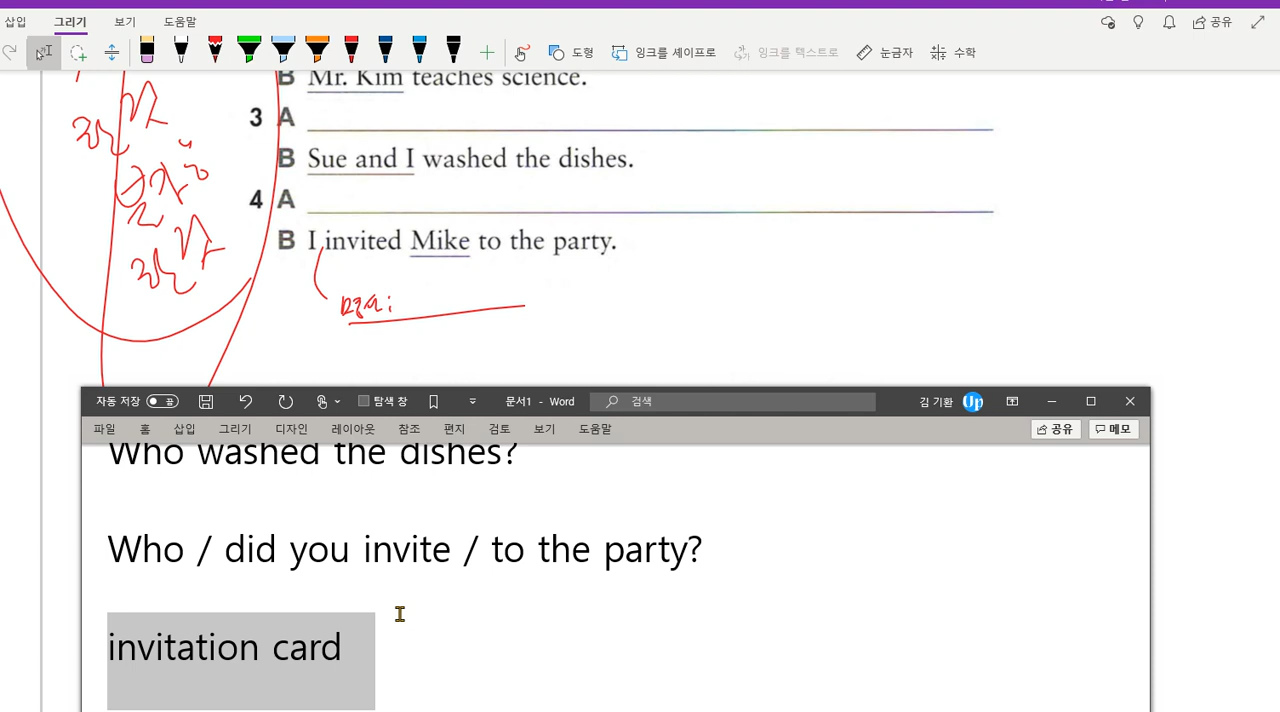 삽입 그리기 보기 도움말
공유
도형 잉크를 셰이프로 잉크를 텍스트로 눈금자 수학
B Mr. Kim teaches science.
3 A
B Sue and I washed the dishes.
4 A
B I invited Mike to the party.
명사:
자동 저장 끔 탐색 창 문서1 - Word 검색 김 기환 Up
파일 홈 삽입 그리기 디자인 레이아웃 참조 편지 검토 보기 도움말 공유 메모
Who washed the dishes?
Who / did you invite / to the party?
invitation card